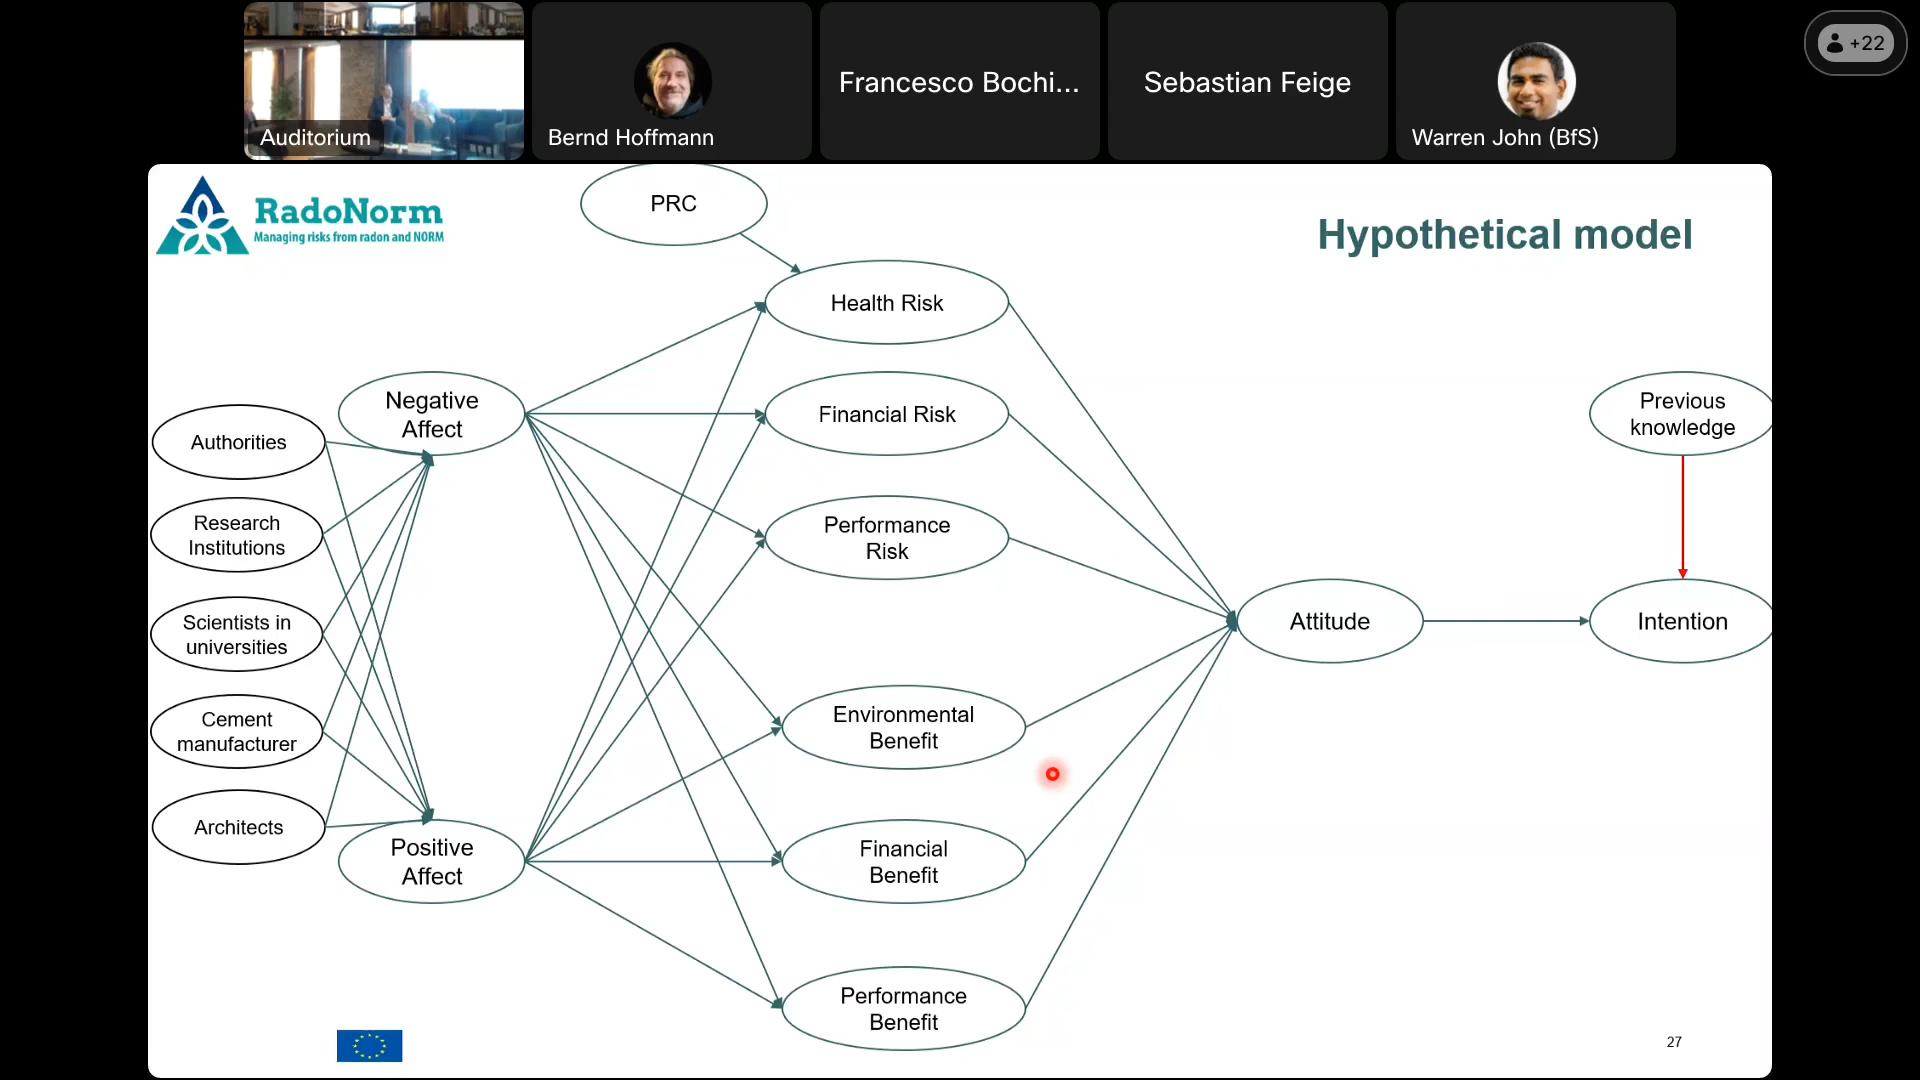 Auditorium
Bernd Hoffmann
Francesco Bochi...
Sebastian Feige
Warren John (BfS)
+22
RadoNorm
Managing risks from radon and NORM
Hypothetical model
PRC
Health Risk
Negative
Affect
Financial Risk
Previous
knowledge
Authorities
Research
Institutions
Performance
Risk
Scientists in
universities
Attitude
Intention
Cement
manufacturer
Environmental
Benefit
Architects
Positive
Affect
Financial
Benefit
Performance
Benefit
27